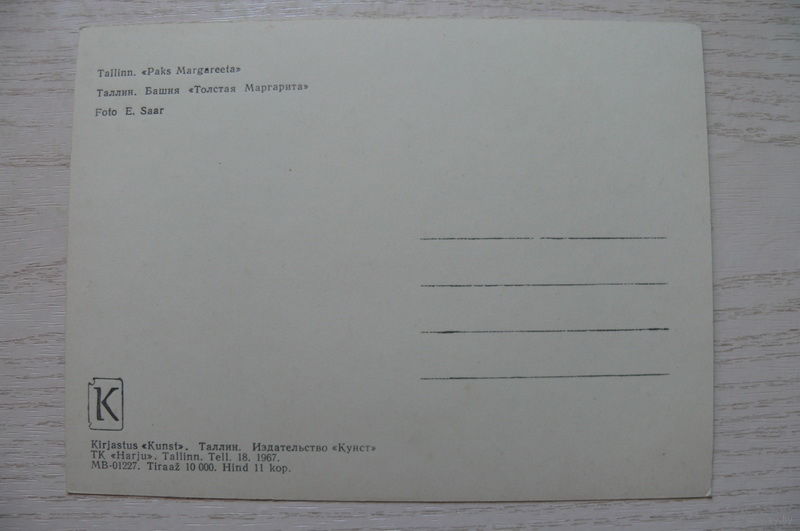 Tallinn. «Paks Margareeta»
Таллин. Башня «Толстая Маргарита»
Foto E. Saar
K
Kirjastus «Kunst». Таллин. Издательство «Кунст»
TK «Harju». Tallinn. Tell. 18. 1967.
MB-01227. Tiraaž 10 000. Hind 11 kop.